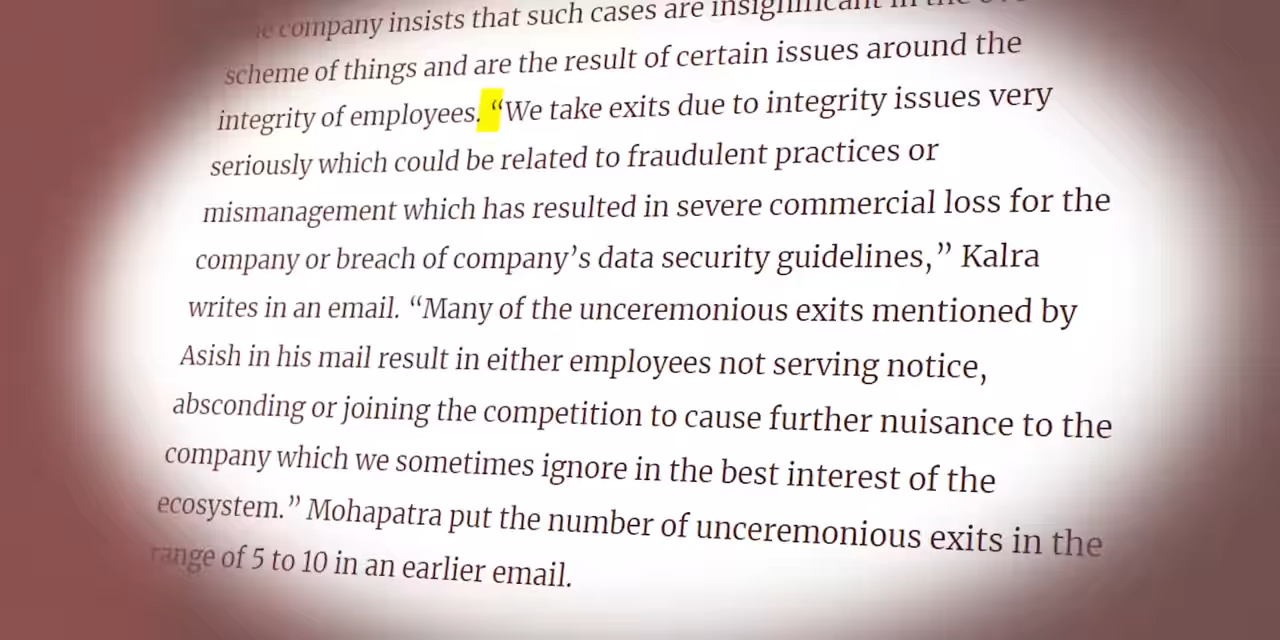 company insists that such cases are insignificant in the
scheme of things and are the result of certain issues around the
integrity of employees. “We take exits due to integrity issues very
seriously which could be related to fraudulent practices or
mismanagement which has resulted in severe commercial loss for the
company or breach of company’s data security guidelines,” Kalra
writes in an email. “Many of the unceremonious exits mentioned by
Asish in his mail result in either employees not serving notice,
absconding or joining the competition to cause further nuisance to the
company which we sometimes ignore in the best interest of the
ecosystem.” Mohapatra put the number of unceremonious exits in the
range of 5 to 10 in an earlier email.